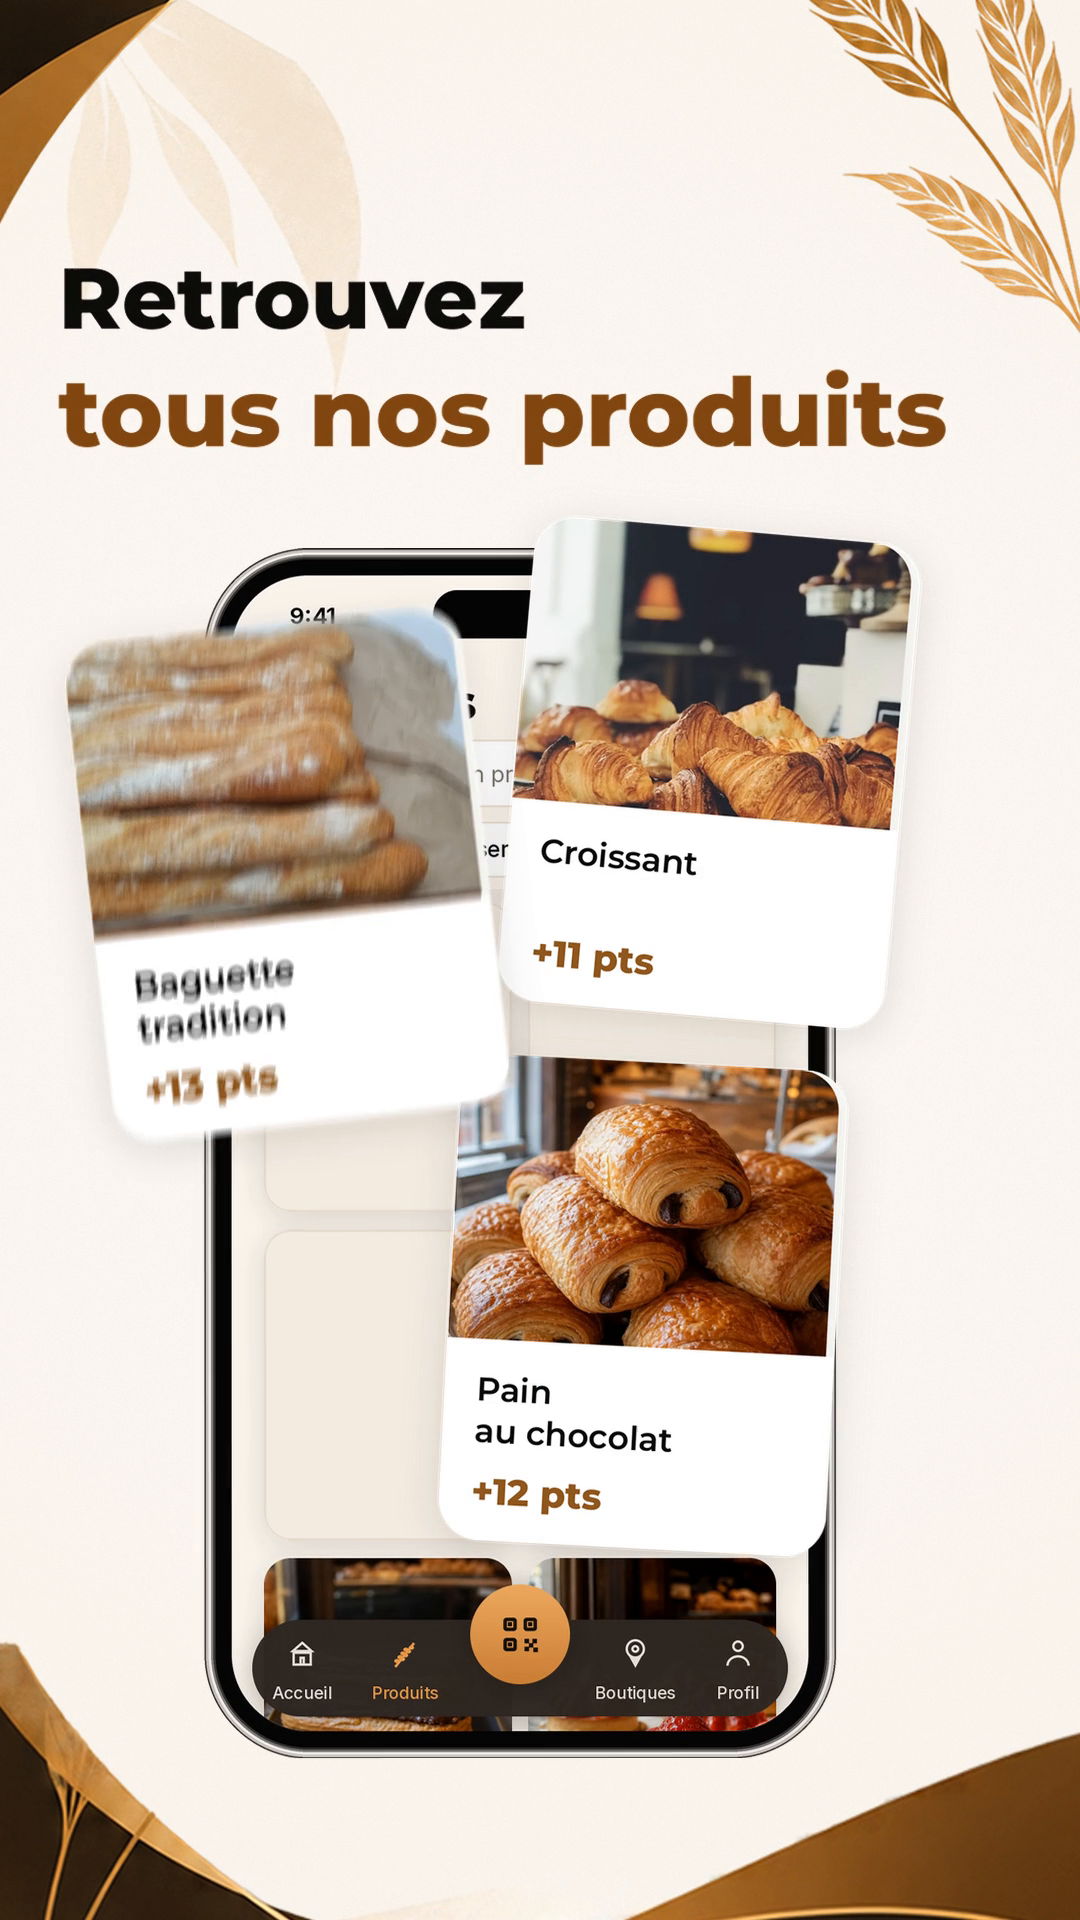 Retrouvez
tous nos produits
9:41
Croissant
+11 pts
Baguette
tradition
+13 pts
Pain
au chocolat
+12 pts
Accueil
Produits
Boutiques
Profil